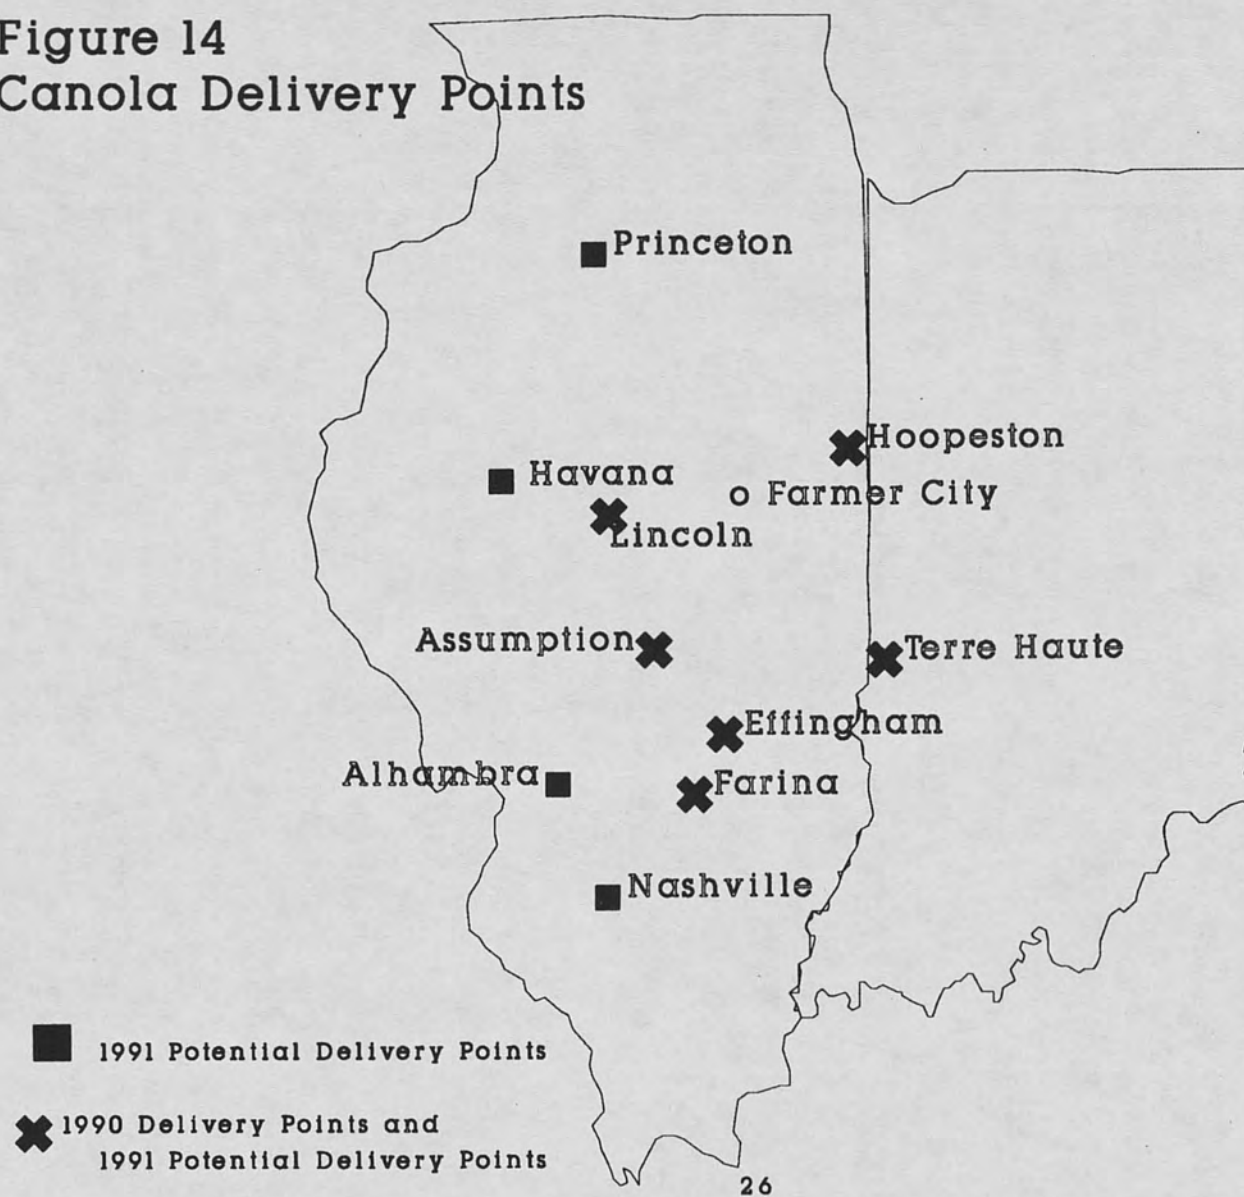 Figure 14
Canola Delivery Points
Princeton
Hoopeston
Havana
o Farmer City
Lincoln
Assumption
Terre Haute
Effingham
Alhambra
Farina
Nashville
1991 Potential Delivery Points
1990 Delivery Points and
1991 Potential Delivery Points
26